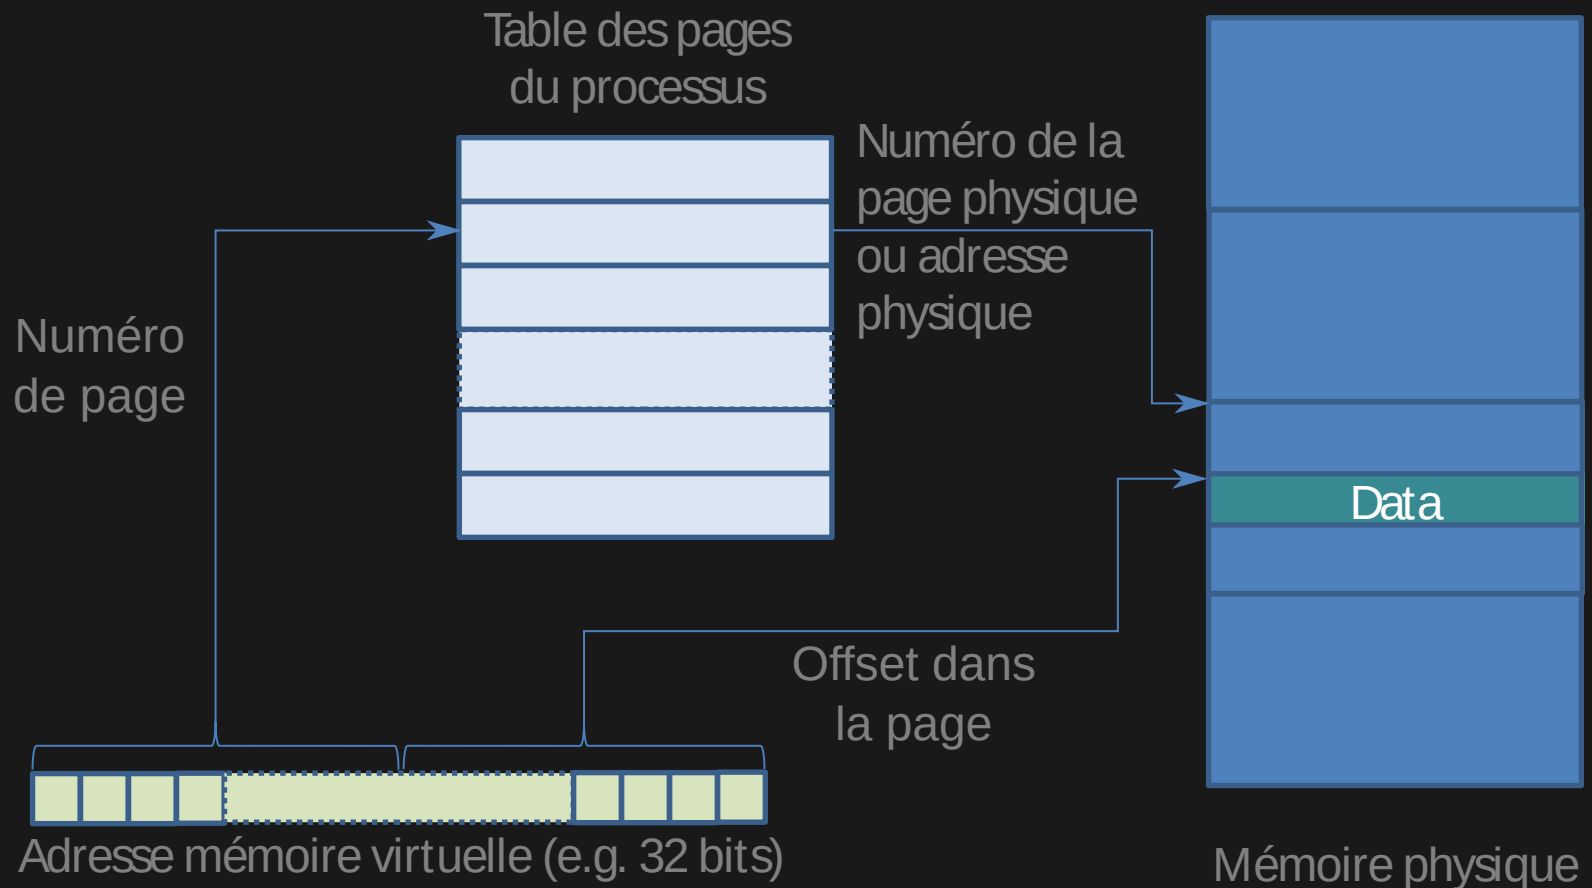 Table des pages
du processus
Numéro de la
page physique
ou adresse
physique
Numéro
de page
Data
Offset dans
la page
Adresse mémoire virtuelle (e.g. 32 bits)
Mémoire physique